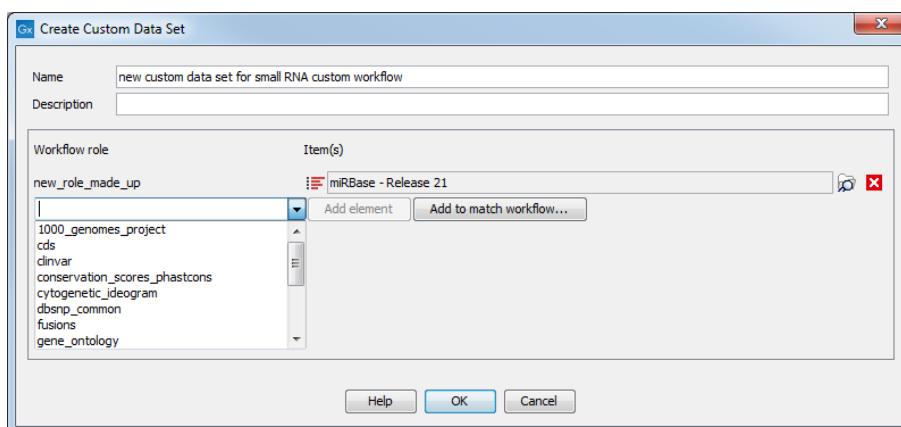 Gx Create Custom Data Set
X
Name new custom data set for small RNA custom workflow
Description
Workflow role Item(s)
new_role_made_up miRBase - Release 21
Add element Add to match workflow...
1000_genomes_project
cds
clinvar
conservation_scores_phastcons
cytogenetic_ideogram
dbsnp_common
fusions
gene_ontology
Help OK Cancel